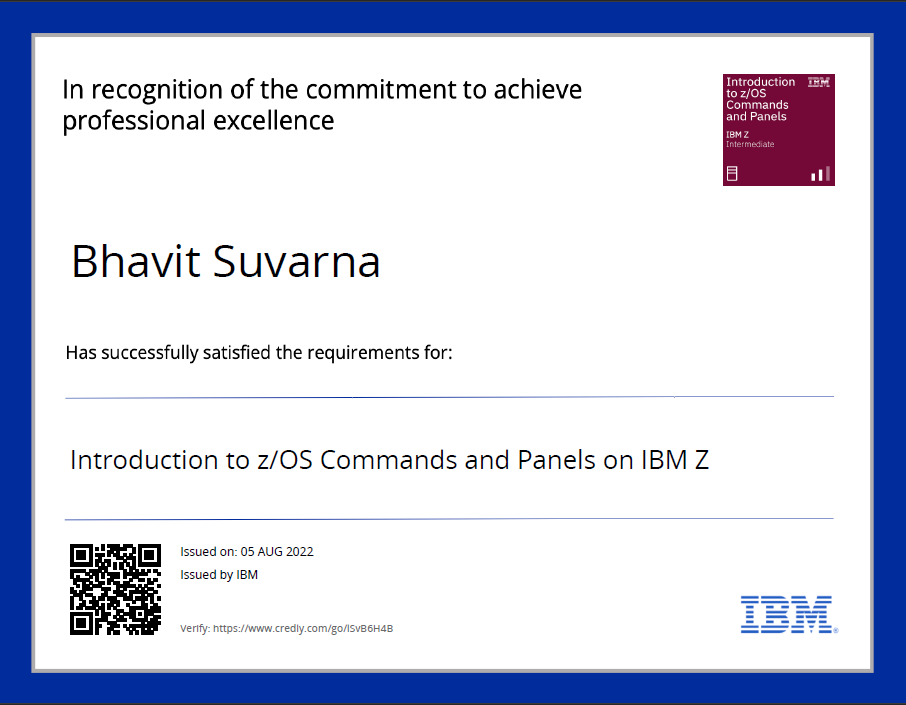 In recognition of the commitment to achieve
professional excellence
Introduction
to z/OS
Commands
and Panels
IBM
IBM Z
Intermediate
Bhavit Suvarna
Has successfully satisfied the requirements for:
Introduction to z/OS Commands and Panels on IBM Z
Issued on: 05 AUG 2022
Issued by IBM
Verify: https://www.credly.com/go/lSvB6H4B
IBM®